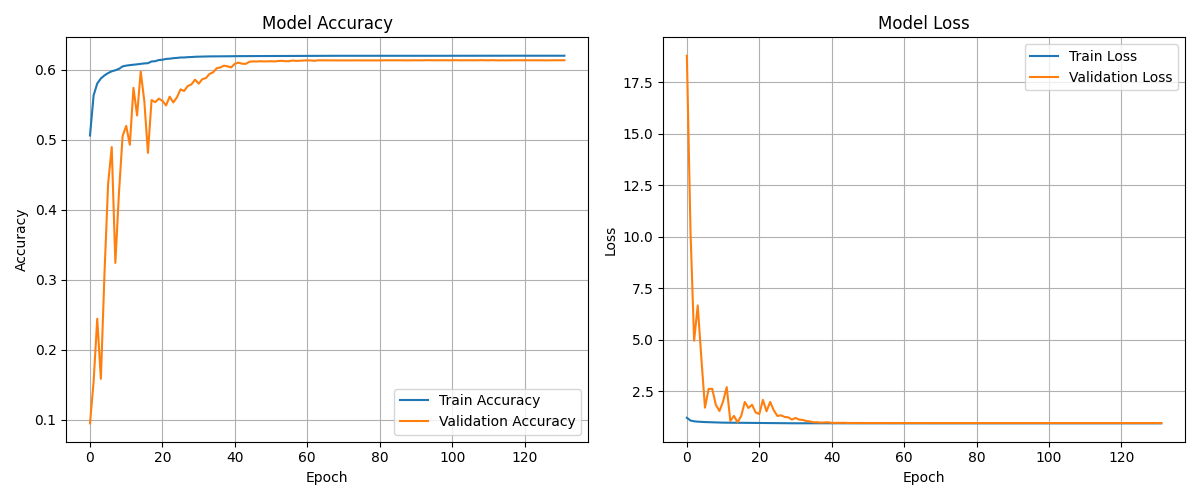 Model Accuracy
Accuracy
0.6
0.5
0.4
0.3
0.2
0.1
0 20 40 60 80 100 120
Epoch
Train Accuracy
Validation Accuracy
Model Loss
Loss
17.5
15.0
12.5
10.0
7.5
5.0
2.5
0 20 40 60 80 100 120
Epoch
Train Loss
Validation Loss